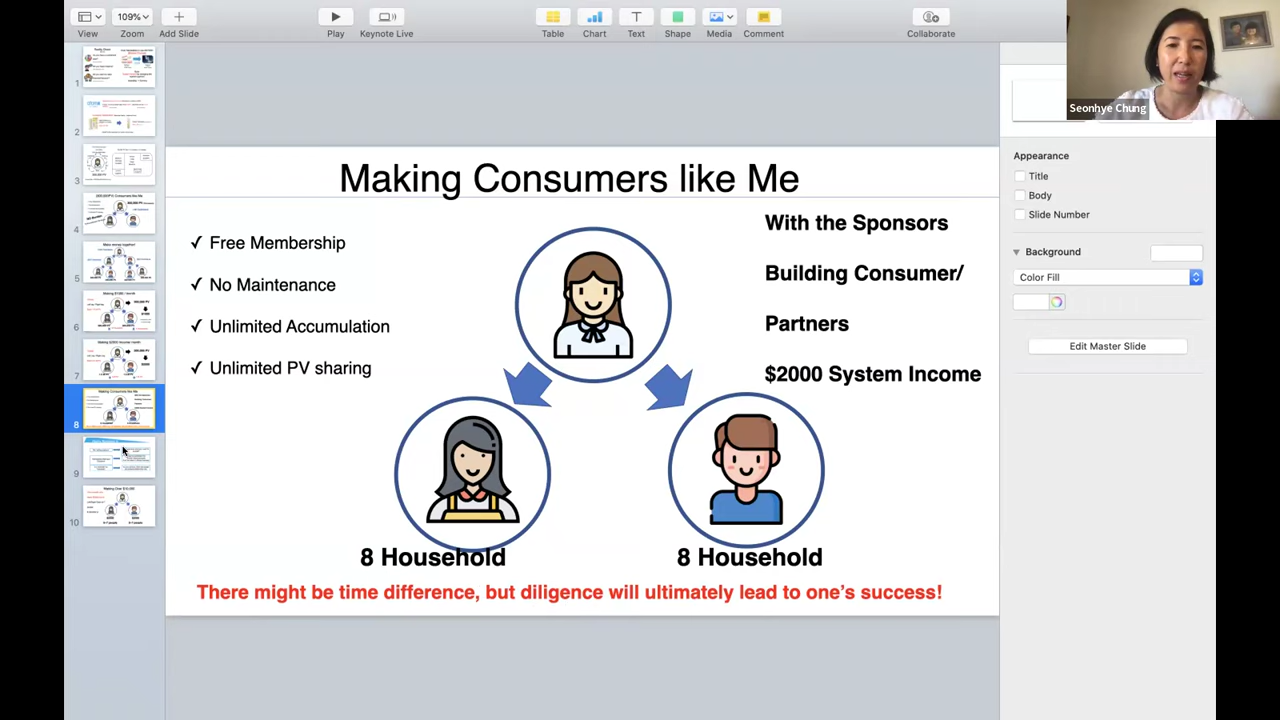 109%
View
Zoom
Add Slide
Play
Keynote Live
Table
Chart
Text
Shape
Media
Comment
Collaborate
Seonhye Chung
1
2
3
4
5
6
7
8
9
10
Making Consumers like Me
✓ Free Membership
✓ No Maintenance
✓ Unlimited Accumulation
✓ Unlimited PV sharing
With the Sponsors
Building Consumer/
Partners
$2000 System Income
8 Household
8 Household
There might be time difference, but diligence will ultimately lead to one's success!
Appearance
Title
Body
Slide Number
Background
Color Fill
Edit Master Slide